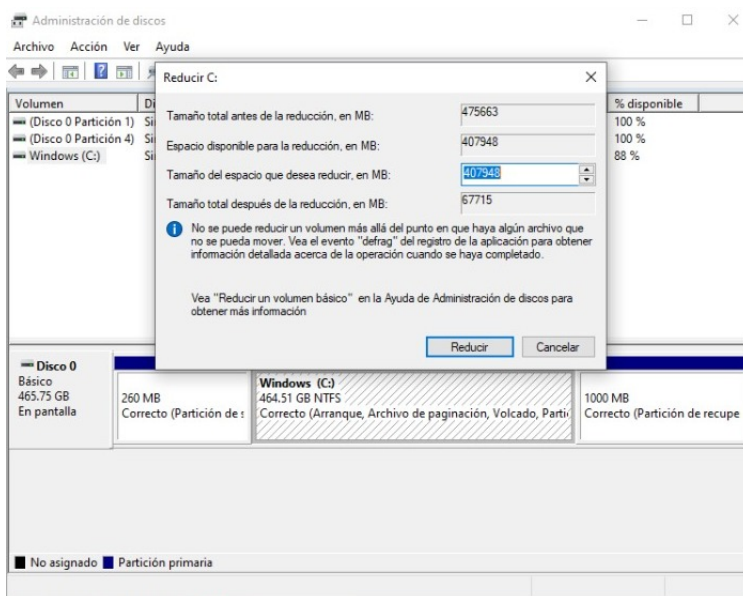 Administración de discos
Archivo Acción Ver Ayuda
Reducir C:
Volumen
% disponible
(Disco 0 Partición 1)
100 %
(Disco 0 Partición 4)
100 %
Windows (C:)
88 %
Tamaño total antes de la reducción, en MB: 475663
Espacio disponible para la reducción, en MB: 407948
Tamaño del espacio que desea reducir, en MB: 407948
Tamaño total después de la reducción, en MB: 67715
No se puede reducir un volumen más allá del punto en que haya algún archivo que
no se pueda mover. Vea el evento "defrag" del registro de la aplicación para obtener
información detallada acerca de la operación cuando se haya completado.
Vea "Reducir un volumen básico" en la Ayuda de Administración de discos para
obtener más información
Reducir Cancelar
Disco 0
Básico
465.75 GB
En pantalla
260 MB
Correcto (Partición de
Windows (C:)
464.51 GB NTFS
Correcto (Arranque, Archivo de paginación, Volcado, Parti
1000 MB
Correcto (Partición de recupe
No asignado Partición primaria